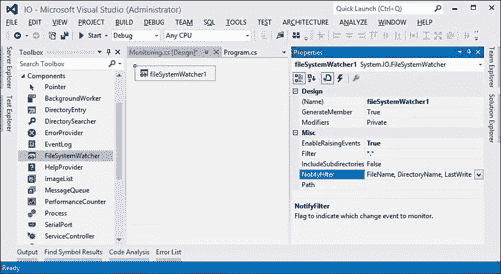 IO - Microsoft Visual Studio (Administrator)
Quick Launch (Ctrl+Q)
FILE EDIT VIEW PROJECT BUILD DEBUG TEAM SQL TOOLS TEST ARCHITECTURE ANALYZE WINDOW HELP
Start Debug Any CPU
Server Explorer
Test Explorer
Toolbox
Search Toolbox
Components
Pointer
BackgroundWorker
DirectoryEntry
DirectorySearcher
ErrorProvider
EventLog
FileSystemWatcher
HelpProvider
ImageList
MessageQueue
PerformanceCounter
Process
SerialPort
ServiceController
Monitoring.cs [Design]*
Program.cs
fileSystemWatcher1
Properties
fileSystemWatcher1 System.IO.FileSystemWatcher
Design
(Name) fileSystemWatcher1
GenerateMember True
Modifiers Private
Misc
EnableRaisingEvents True
Filter *.*
IncludeSubdirectories False
NotifyFilter FileName, DirectoryName, LastWrite
Path
NotifyFilter
Flag to indicate which change event to monitor.
Team Explorer
Solution Explorer
Output Find Symbol Results Code Analysis Error List
Ready